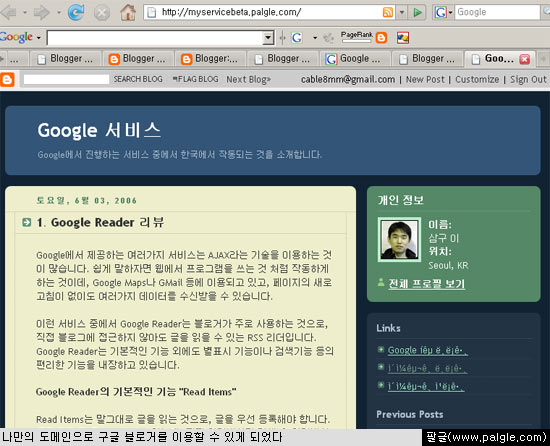 http://myservicebeta.palgle.com/
Google
Google
PageRank
Blogger
Blogger
Blogger:
Blogger
Google
Blogger
Goo...
SEARCH BLOG
FLAG BLOG
Next Blog»
cable8mm@gmail.com | New Post | Customize | Sign Out
Google 서비스
Google에서 진행하는 서비스 중에서 한국에서 작동되는 것을 소개합니다.
토요일, 6월 03, 2006
1. Google Reader 리뷰
Google에서 제공하는 여러가지 서비스는 AJAX라는 기술을 이용하는 것
이 많습니다. 쉽게 말하자면 웹에서 프로그램을 쓰는 것 처럼 작동하게
하는 것인데, Google Maps나 GMail 등에 이용되고 있고, 페이지의 새로
고침이 없이도 여러가지 데이터를 수신받을 수 있습니다.
이런 서비스 중에서 Google Reader는 블로거가 주로 사용하는 것으로,
직접 블로그에 접근하지 않아도 글을 읽을 수 있는 RSS 리더입니다.
Google Reader는 기본적인 기능 외에도 별표시 기능이나 검색기능 등의
편리한 기능을 내장하고 있습니다.
Google Reader의 기본적인 기능 "Read Items"
Read Items는 말그대로 글을 읽는 것으로, 글을 우선 등록해야 합니다.
개인 정보
이름:
삼구 이
위치:
Seoul, KR
전체 프로필 보기
Links
Google
Previous Posts
나만의 도메인으로 구글 블로거를 이용할 수 있게 되었다
팔글(www.palgle.com)